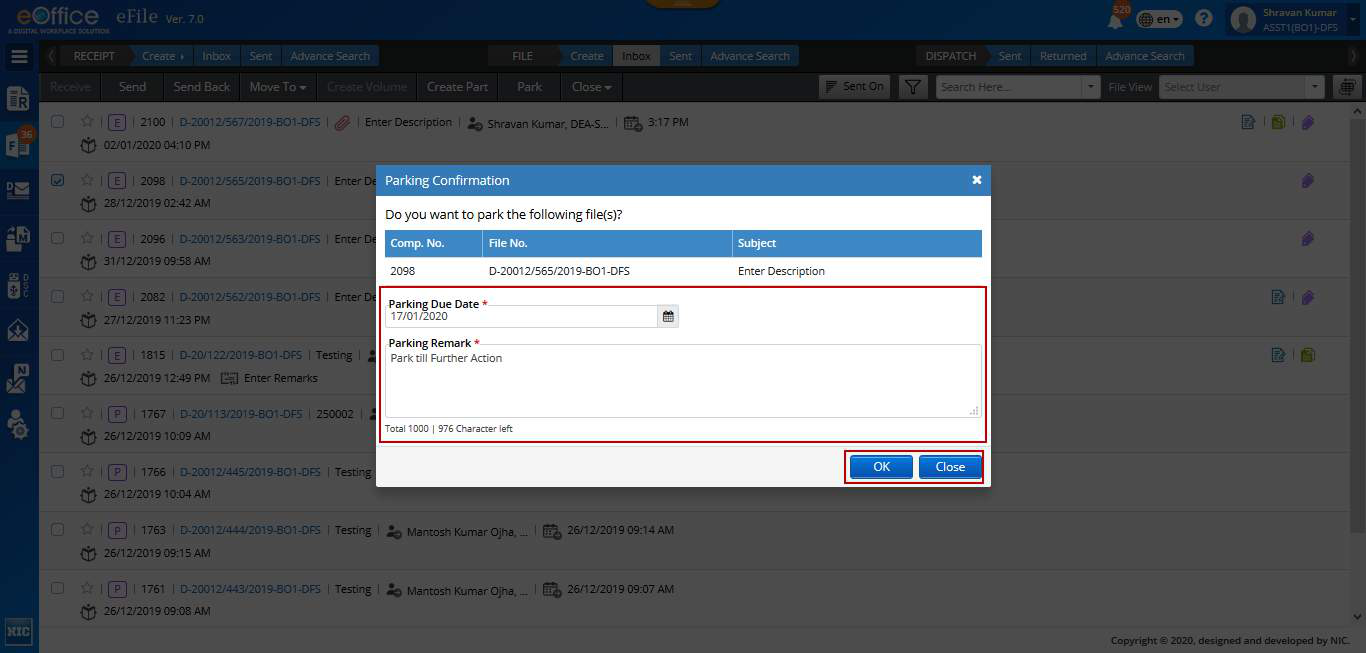 eOffice eFile Ver. 7.0 520 en Shravan Kumar
A DIGITAL WORKPLACE SOLUTION ASST1(BO1)-DFS
RECEIPT Create Inbox Sent Advance Search FILE Create Inbox Sent Advance Search DISPATCH Sent Returned Advance Search
Receive Send Send Back Move To Create Volume Create Part Park Close Sent On Search Here... File View Select User
R
E 2100 D-20012/567/2019-BO1-DFS Enter Description Shravan Kumar, DEA-S... 3:17 PM
36
F
02/01/2020 04:10 PM
E 2098 D-20012/565/2019-BO1-DFS Enter De
D
28/12/2019 02:42 AM
E 2096 D-20012/563/2019-BO1-DFS Enter De
M
31/12/2019 09:58 AM
DSC
E 2082 D-20012/562/2019-BO1-DFS Enter De
27/12/2019 11:23 PM
E 1815 D-20/122/2019-BO1-DFS Testing
N
26/12/2019 12:49 PM Enter Remarks
P 1767 D-20/113/2019-BO1-DFS 250002
26/12/2019 10:09 AM
P 1766 D-20012/445/2019-BO1-DFS Testing
26/12/2019 10:04 AM
P 1763 D-20012/444/2019-BO1-DFS Testing Mantosh Kumar Ojha, ... 26/12/2019 09:14 AM
26/12/2019 09:15 AM
P 1761 D-20012/443/2019-BO1-DFS Testing Mantosh Kumar Ojha, ... 26/12/2019 09:07 AM
26/12/2019 09:08 AM
NIC
Parking Confirmation
Do you want to park the following file(s)?
Comp. No. File No. Subject
2098 D-20012/565/2019-BO1-DFS Enter Description
Parking Due Date *
17/01/2020
Parking Remark *
Park till Further Action
Total 1000 | 976 Character left
OK Close
Copyright © 2020, designed and developed by NIC.